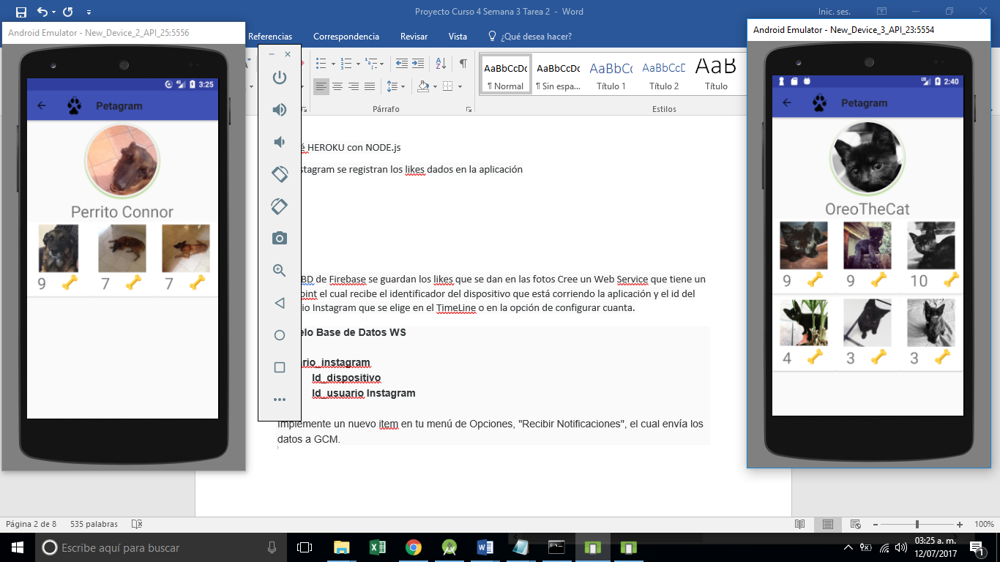 Proyecto Curso 4 Semana 3 Tarea 2 - Word
Inic. ses.
Referencias
Correspondencia
Revisar
Vista
¿Qué desea hacer?
Párrafo
AaBbCcDc
¶ Normal
AaBbCcDc
¶ Sin espa...
AaBbCc
Título 1
AaBbCcD
Título 2
AaB
Título
Estilos
Android Emulator - New_Device_2_API_25:5556
3:25
Petagram
Perrito Connor
9
7
7
Android Emulator - New_Device_3_API_23:5554
2:40
Petagram
OreoTheCat
9
9
10
4
3
3
HEROKU con NODE.js
stagram se registran los likes dados en la aplicación
BD de Firebase se guardan los likes que se dan en las fotos Cree un Web Service que tiene un
oint el cual recibe el identificador del dispositivo que está corriendo la aplicación y el id del
io Instagram que se elige en el TimeLine o en la opción de configurar cuanta.
elo Base de Datos WS
rio_instagram
Id_dispositivo
Id_usuario Instagram
Implemente un nuevo item en tu menú de Opciones, "Recibir Notificaciones", el cual envía los
datos a GCM.
Página 2 de 8
535 palabras
100%
Escribe aquí para buscar
03:25 a. m.
12/07/2017
1